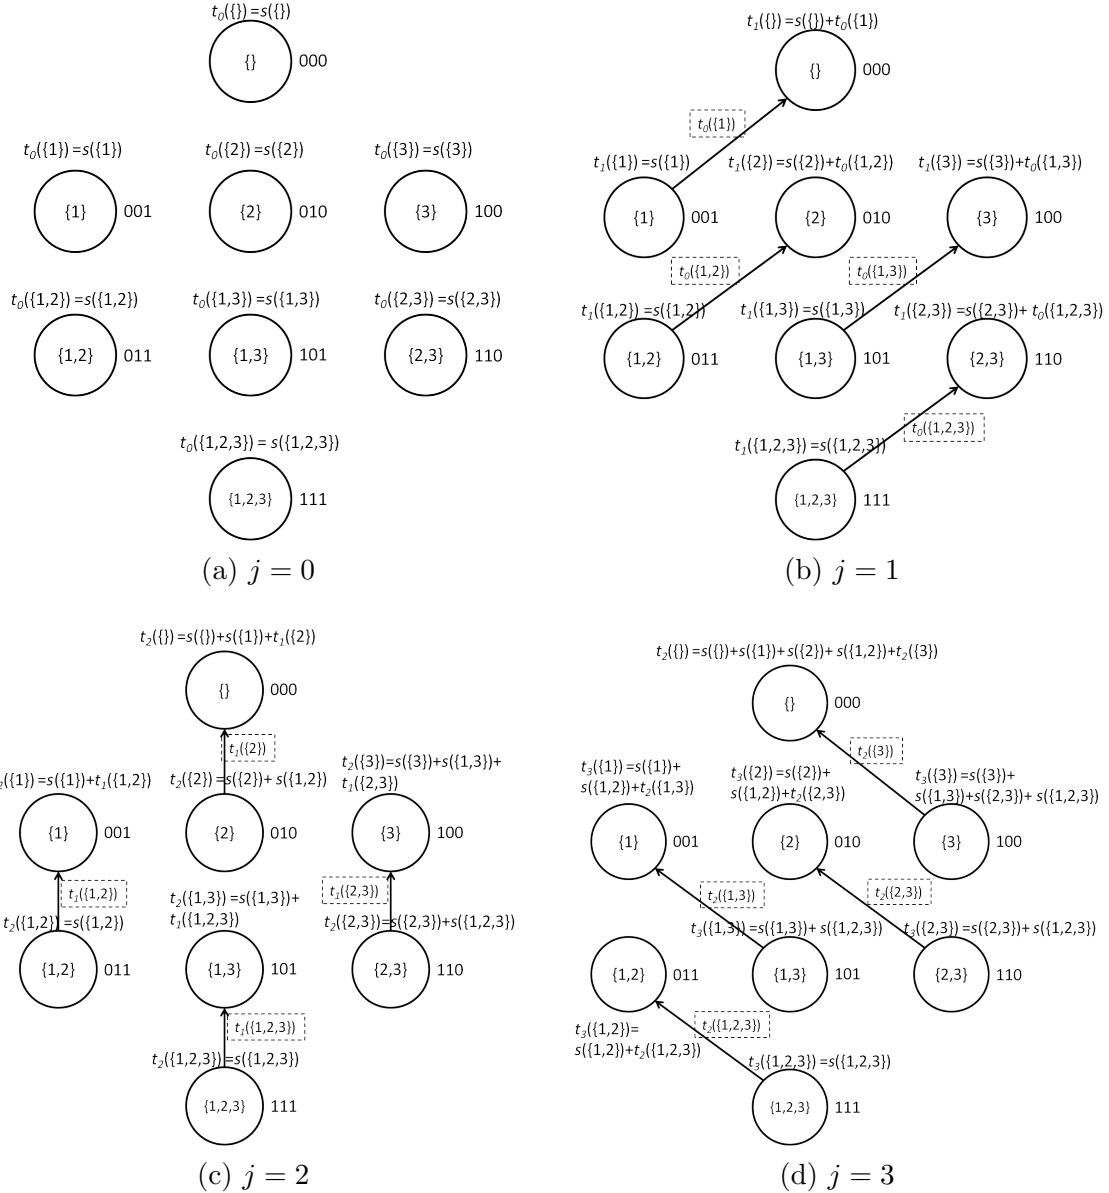 t0({}) =s({})
{} 000
t0({1}) =s({1}) t0({2}) =s({2}) t0({3}) =s({3})
{1} 001 {2} 010 {3} 100
t0({1,2}) =s({1,2}) t0({1,3}) =s({1,3}) t0({2,3}) =s({2,3})
{1,2} 011 {1,3} 101 {2,3} 110
t0({1,2,3}) = s({1,2,3})
{1,2,3} 111
(a) j = 0
t1({}) =s({})+t0({1})
{} 000
t0({1})
t1({1}) =s({1}) t1({2}) =s({2})+t0({1,2}) t1({3}) =s({3})+t0({1,3})
{1} 001 {2} 010 {3} 100
t0({1,2}) t0({1,3})
t1({1,2}) =s({1,2}) t1({1,3}) =s({1,3}) t1({2,3}) =s({2,3})+ t0({1,2,3})
{1,2} 011 {1,3} 101 {2,3} 110
t0({1,2,3})
t1({1,2,3}) =s({1,2,3})
{1,2,3} 111
(b) j = 1
t2({}) =s({})+s({1})+t1({2})
{} 000
t1({2})
2({1}) =s({1})+t1({1,2}) t2({2}) =s({2})+ s({1,2}) t2({3})=s({3})+s({1,3})+
t1({2,3})
{1} 001 {2} 010 {3} 100
t1({1,2}) t1({2,3})
t2({1,3}) =s({1,3})+
t1({1,2,3})
t2({1,2}) =s({1,2}) t2({2,3})=s({2,3})+s({1,2,3})
{1,2} 011 {1,3} 101 {2,3} 110
t1({1,2,3})
t2({1,2,3}) =s({1,2,3})
{1,2,3} 111
(c) j = 2
t2({}) =s({})+s({1})+ s({2})+ s({1,2})+t2({3})
{} 000
t2({3})
t3({1}) =s({1})+
s({1,2})+t2({1,3})
t3({2}) =s({2})+
s({1,2})+t2({2,3})
t3({3}) =s({3})+
s({1,3})+s({2,3})+ s({1,2,3})
{1} 001 {2} 010 {3} 100
t2({1,3}) t2({2,3})
t3({1,3}) =s({1,3})+ s({1,2,3}) t3({2,3}) =s({2,3})+ s({1,2,3})
{1,2} 011 {1,3} 101 {2,3} 110
t2({1,2,3})
t3({1,2})=
s({1,2})+t2({1,2,3})
t3({1,2,3}) =s({1,2,3})
{1,2,3} 111
(d) j = 3